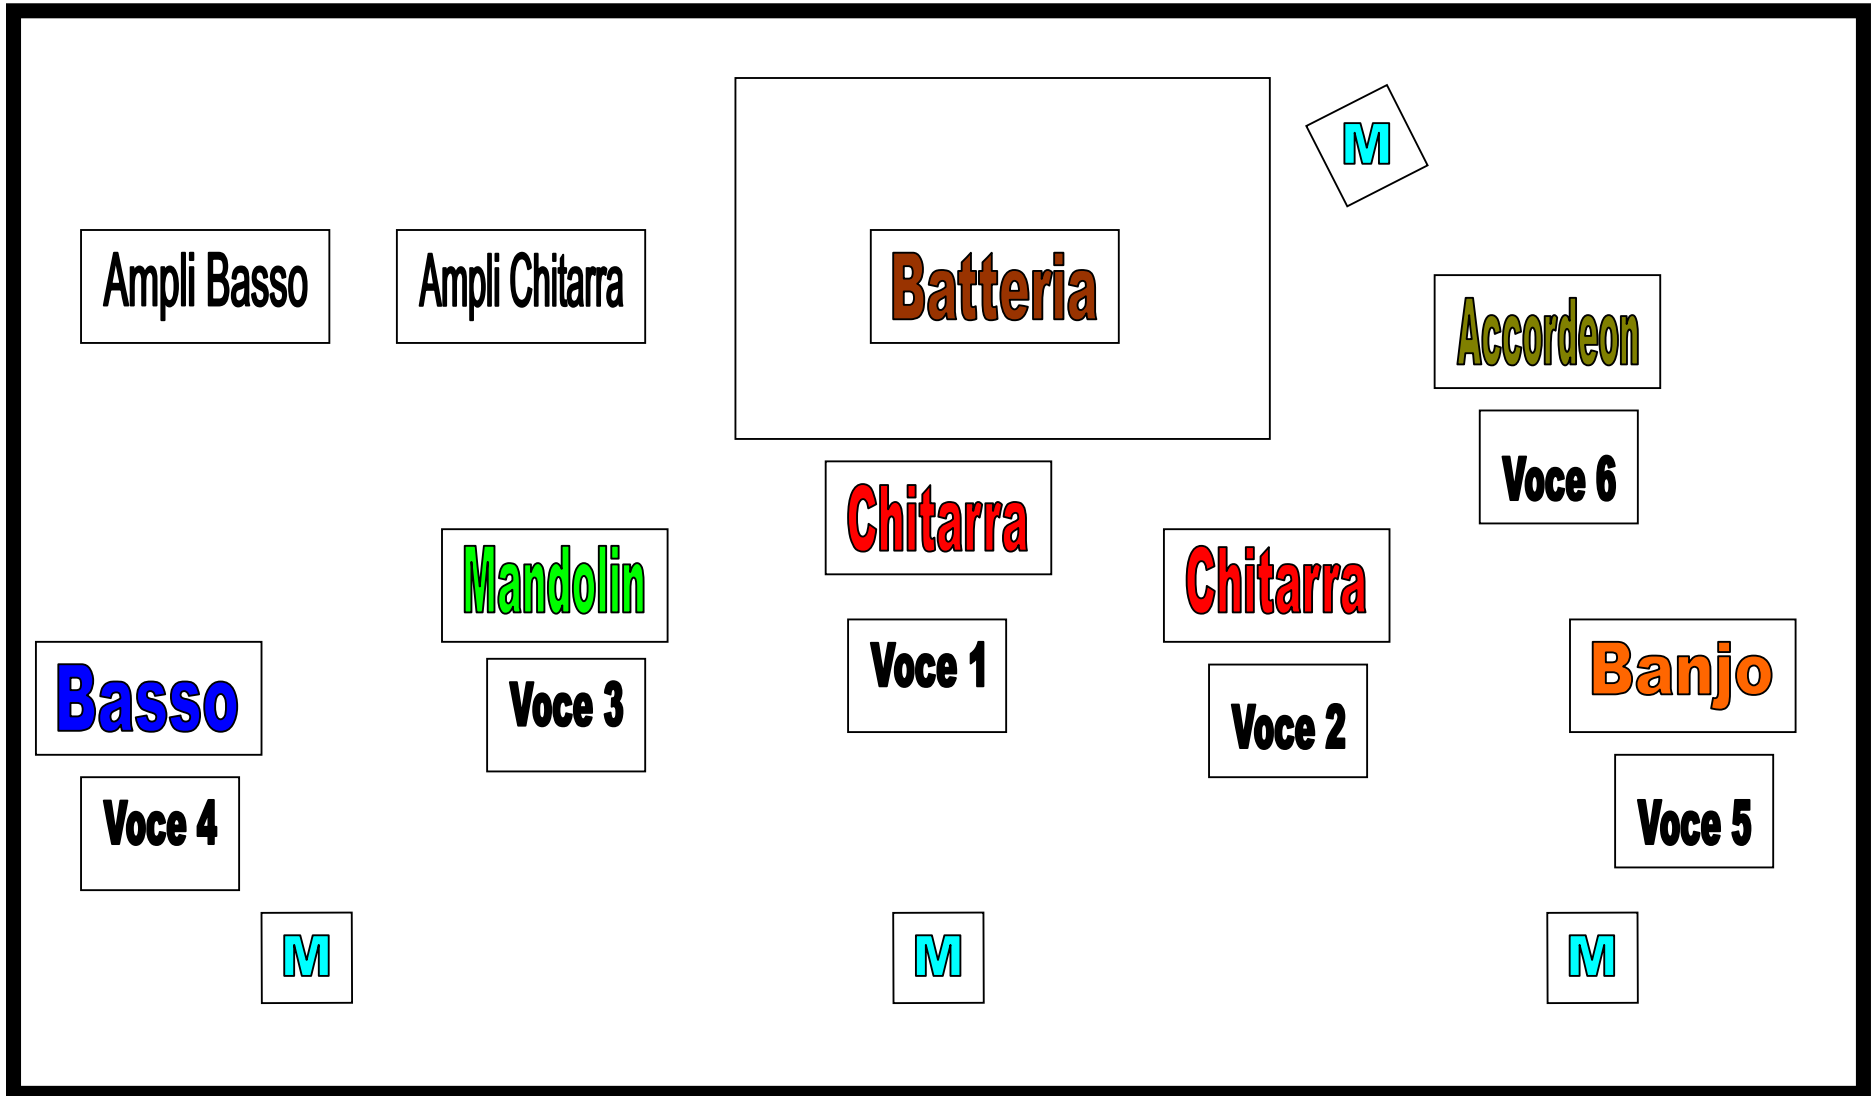 M
Ampli Basso
Ampli Chitarra
Batteria
Accordeon
Voce 6
Chitarra
Mandolin
Chitarra
Voce 1
Basso
Voce 3
Voce 2
Banjo
Voce 4
Voce 5
M
M
M